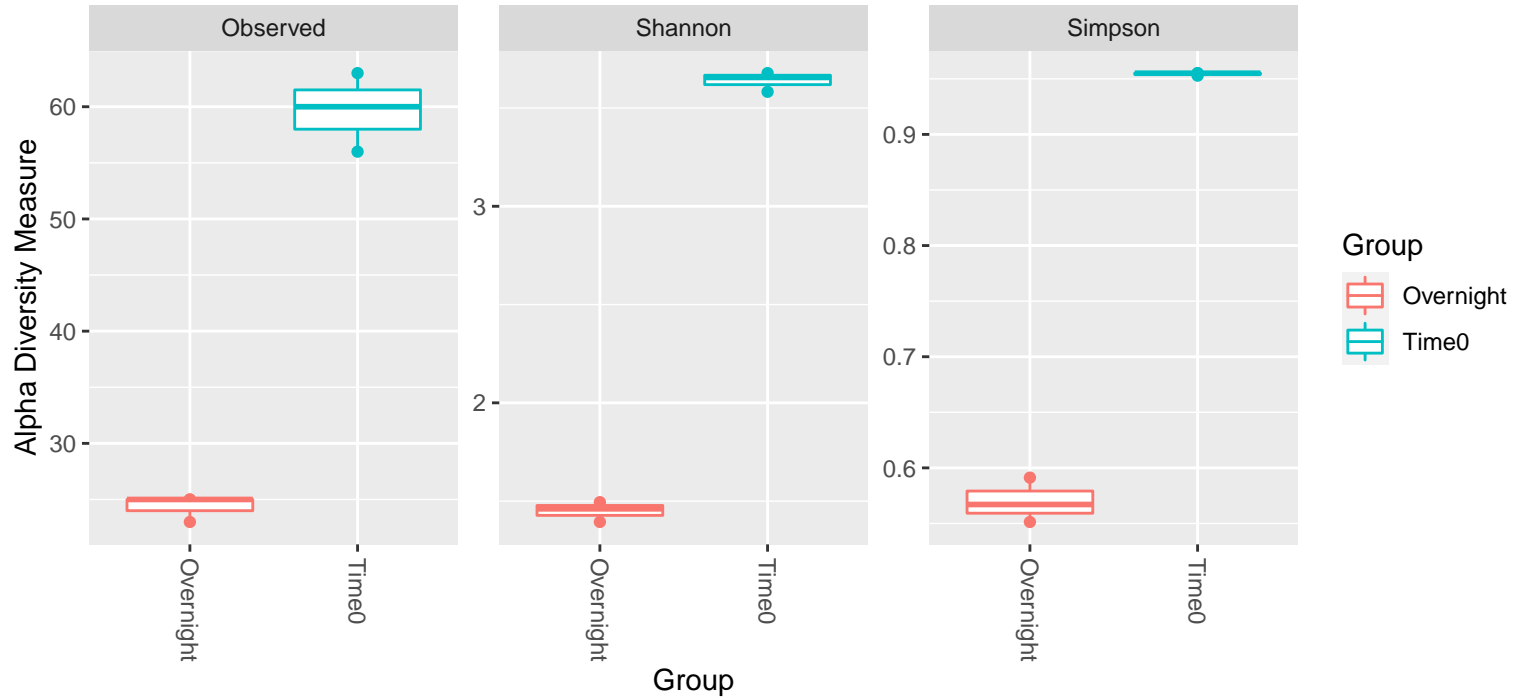 Observed
Shannon
Simpson
Alpha Diversity Measure
60
50
40
30
3
2
0.9
0.8
0.7
0.6
Overnight
Time0
Overnight
Time0
Overnight
Time0
Group
Group
Overnight
Time0